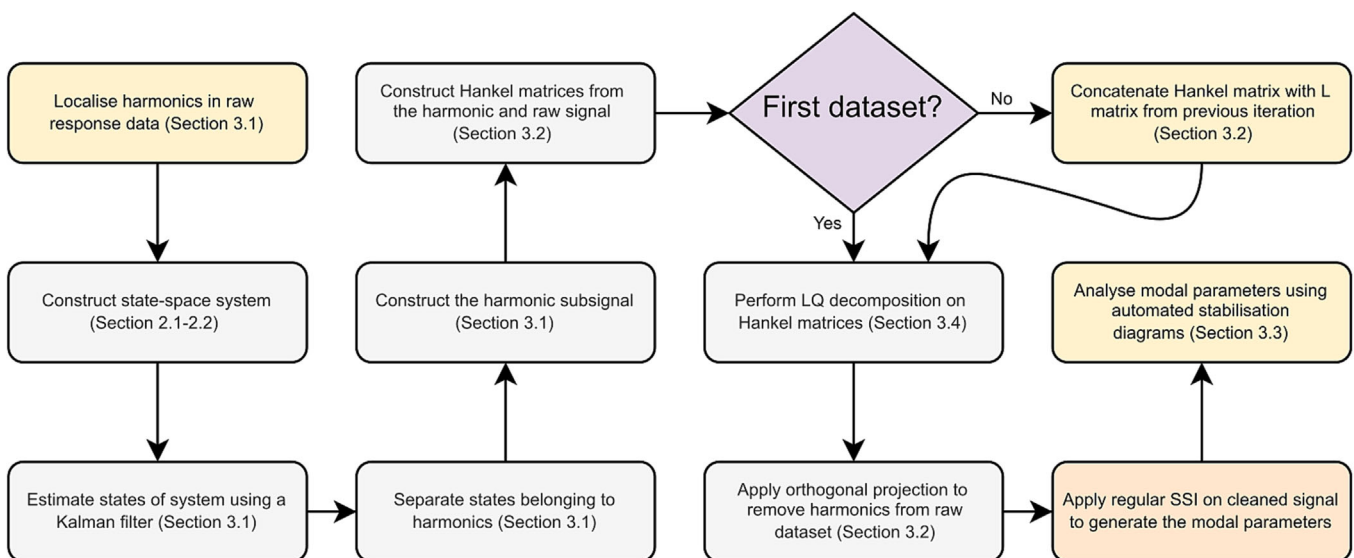 Localise harmonics in raw
response data (Section 3.1)
Construct state-space system
(Section 2.1-2.2)
Estimate states of system using a
Kalman filter (Section 3.1)
Separate states belonging to
harmonics (Section 3.1)
Construct the harmonic subsignal
(Section 3.1)
Construct Hankel matrices from
the harmonic and raw signal
(Section 3.2)
First dataset?
No
Concatenate Hankel matrix with L
matrix from previous iteration
(Section 3.2)
Yes
Perform LQ decomposition on
Hankel matrices (Section 3.4)
Apply orthogonal projection to
remove harmonics from raw
dataset (Section 3.2)
Apply regular SSI on cleaned signal
to generate the modal parameters
Analyse modal parameters using
automated stabilisation
diagrams (Section 3.3)